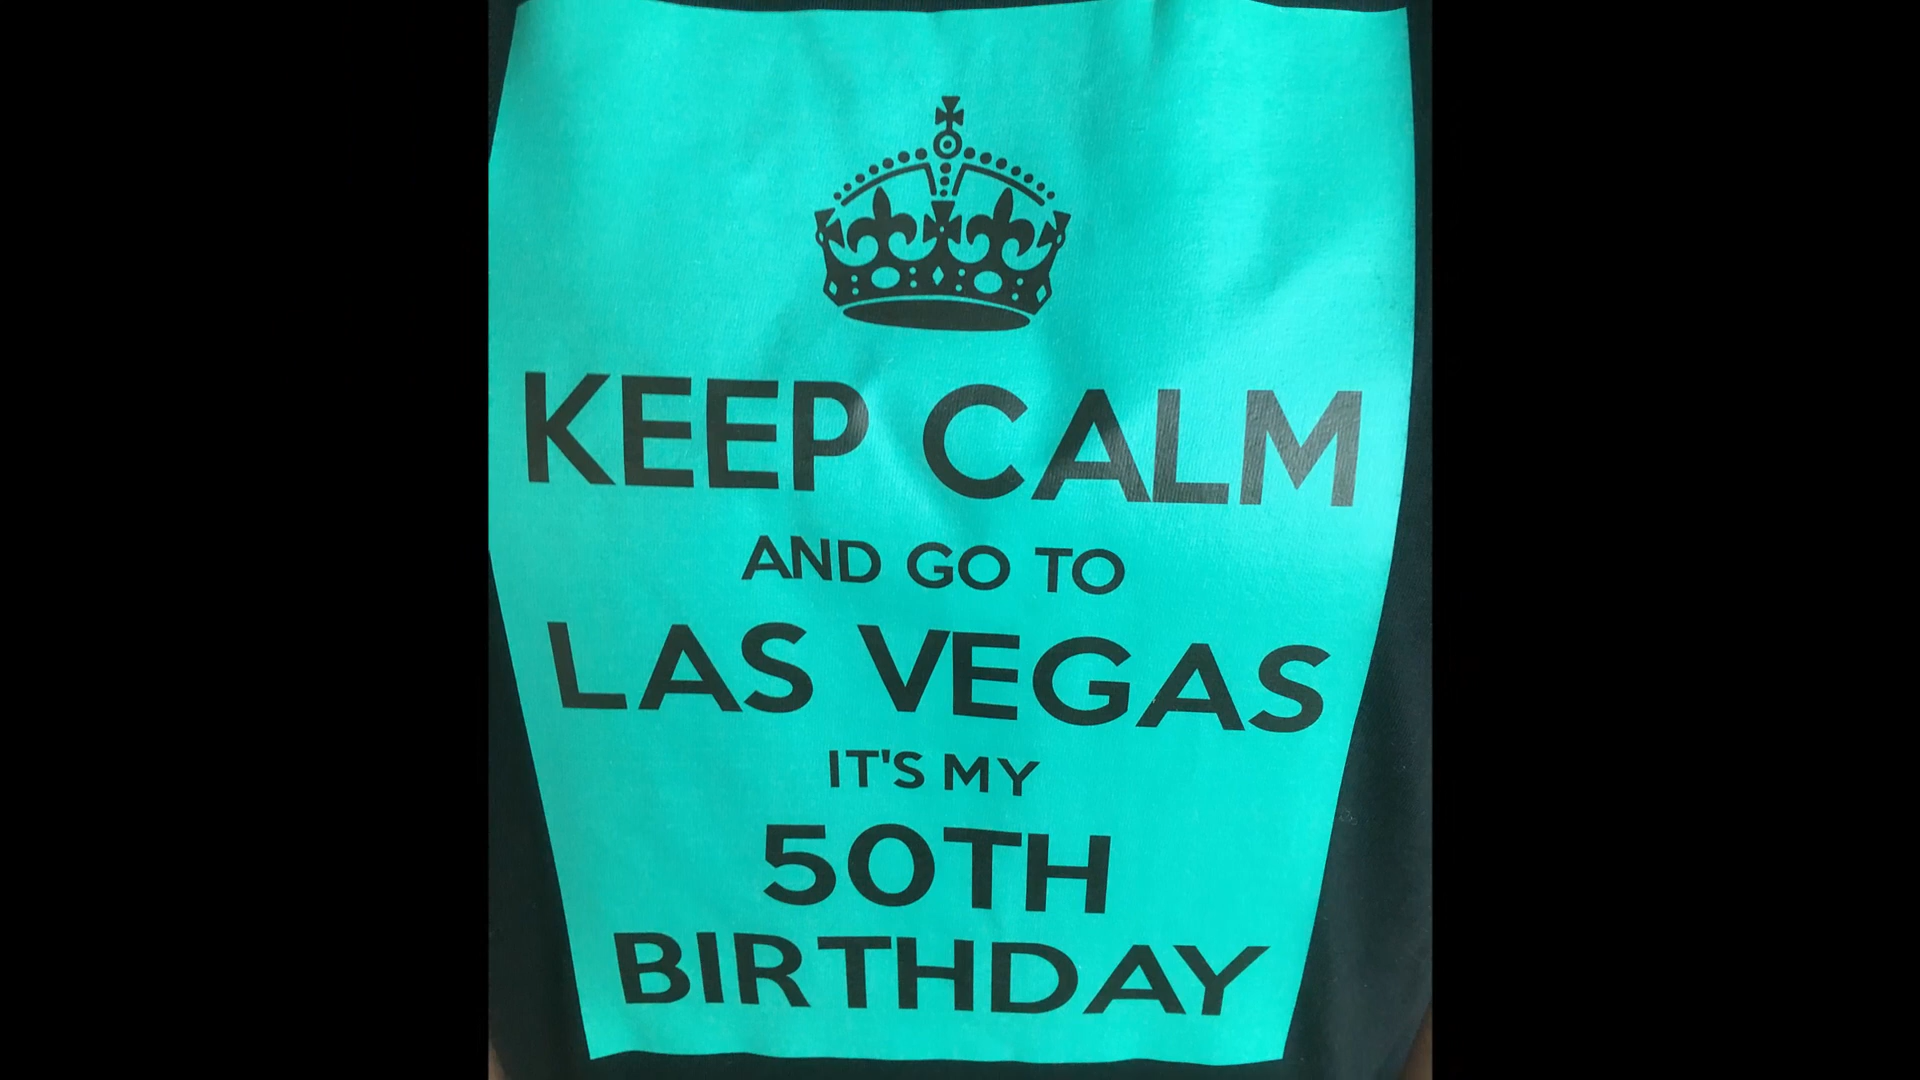 KEEP CALM
AND GO TO
LAS VEGAS
IT'S MY
50TH
BIRTHDAY